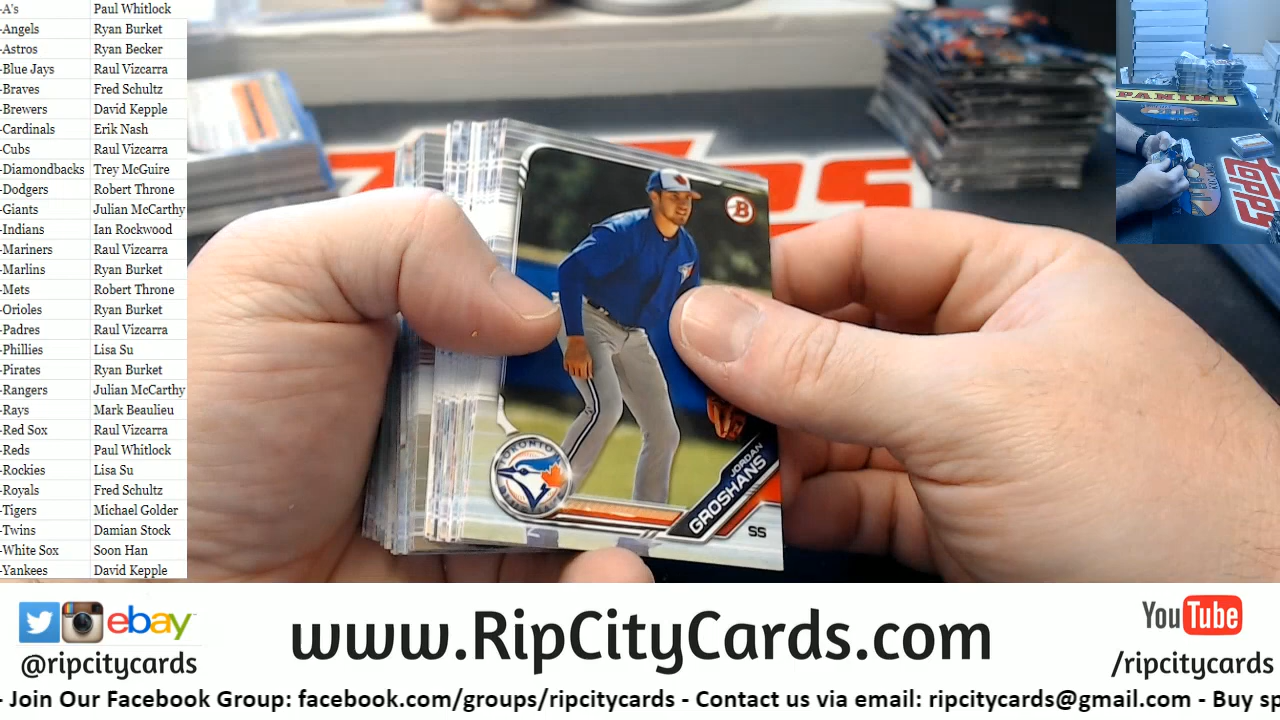 -A's Paul Whitlock
-Angels Ryan Burket
-Astros Ryan Becker
-Blue Jays Raul Vizcarra
-Braves Fred Schultz
-Brewers David Kepple
-Cardinals Erik Nash
-Cubs Raul Vizcarra
-Diamondbacks Trey McGuire
-Dodgers Robert Throne
-Giants Julian McCarthy
-Indians Ian Rockwood
-Mariners Raul Vizcarra
-Marlins Ryan Burket
-Mets Robert Throne
-Orioles Ryan Burket
-Padres Raul Vizcarra
-Phillies Lisa Su
-Pirates Ryan Burket
-Rangers Julian McCarthy
-Rays Mark Beaulieu
-Red Sox Raul Vizcarra
-Reds Paul Whitlock
-Rockies Lisa Su
-Royals Fred Schultz
-Tigers Michael Golder
-Twins Damian Stock
-White Sox Soon Han
-Yankees David Kepple
B
TORONTO
JORDAN
GROSHANS
SS
TOPPS
ebay
@ripcitycards
www.RipCityCards.com
YouTube
/ripcitycards
- Join Our Facebook Group: facebook.com/groups/ripcitycards - Contact us via email: ripcitycards@gmail.com - Buy sp